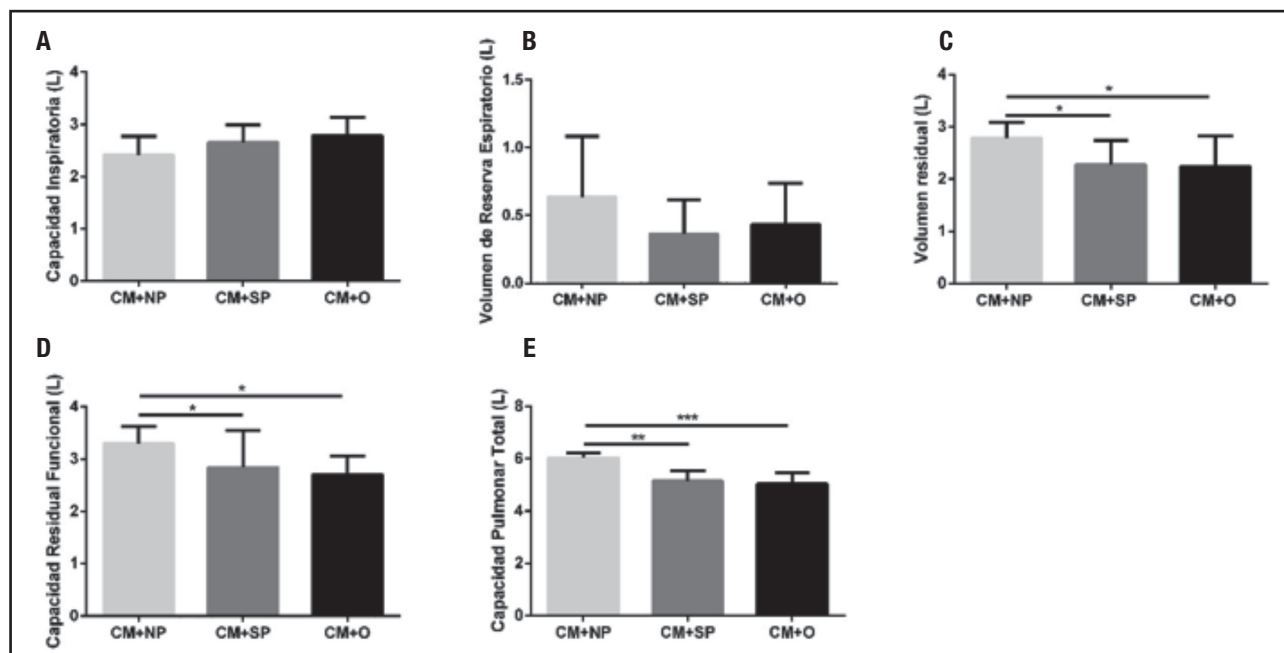 A
Capacidad Inspiratoria (L)
4
3
2
1
0
CM+NP CM+SP CM+O
B
Volumen de Reserva Espiratorio (L)
1.5
1.0
0.5
0.0
CM+NP CM+SP CM+O
C
Volumen residual (L)
4
3
2
1
0
*
*
CM+NP CM+SP CM+O
D
Capacidad Residual Funcional (L)
4
3
2
1
0
*
*
CM+NP CM+SP CM+O
E
Capacidad Pulmonar Total (L)
8
6
4
2
0
***
**
CM+NP CM+SP CM+O